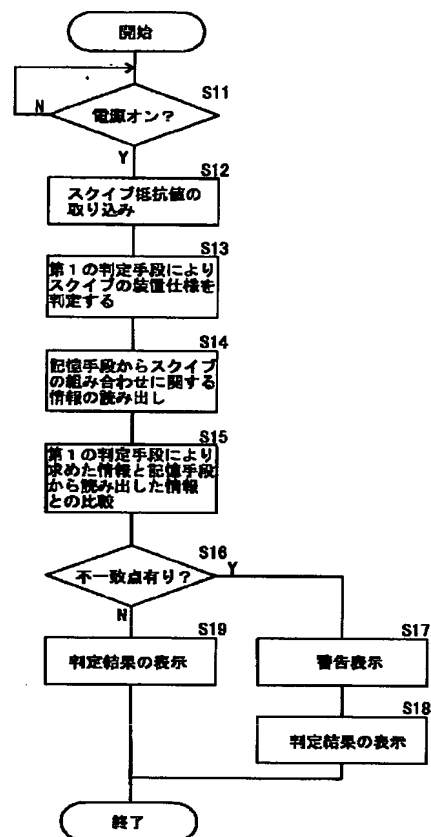 開始
S11
電源オン?
N
Y
S12
スクイブ抵抗値の
取り込み
S13
第1の判定手段により
スクイブの装置仕様を
判定する
S14
記憶手段からスクイブ
の組み合わせに関する
情報の読み出し
S15
第1の判定手段により
求めた情報と記憶手段
から読み出した情報
との比較
S16
不一致点有り?
Y
N
S19
判定結果の表示
S17
警告表示
S18
判定結果の表示
終了